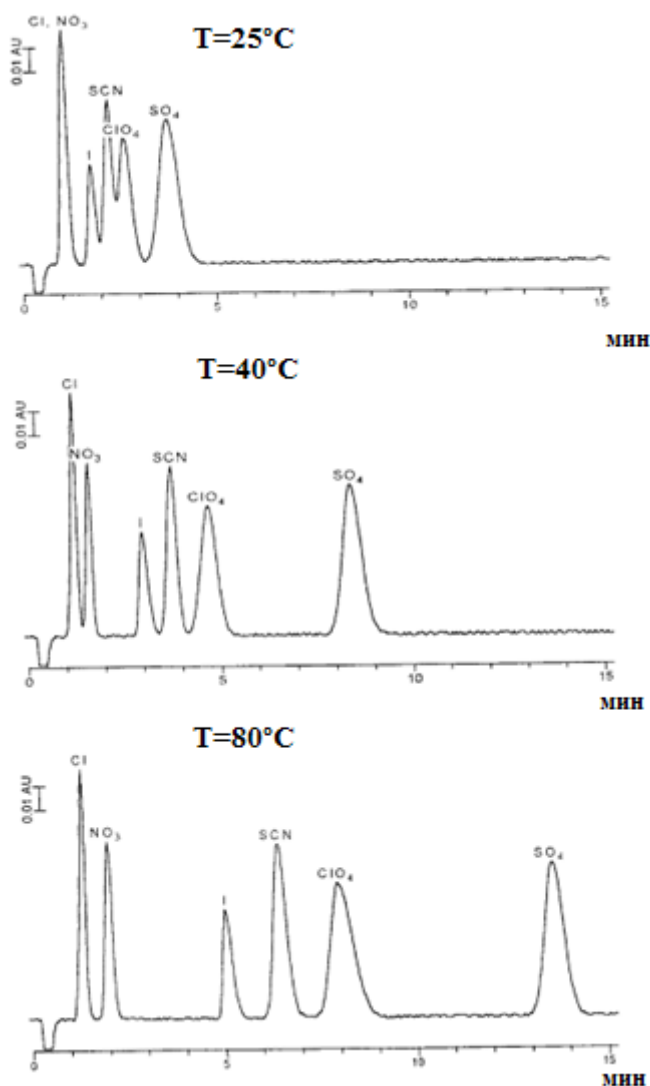 T=25°C
Cl, NO₃
0.01 AU
SCN
ClO₄
SO₄
I
0 5 10 15
мин
T=40°C
Cl
0.01 AU
NO₃
SCN
ClO₄
SO₄
I
0 5 10 15
мин
T=80°C
Cl
0.01 AU
NO₃
SCN
ClO₄
SO₄
I
0 5 10 15
мин